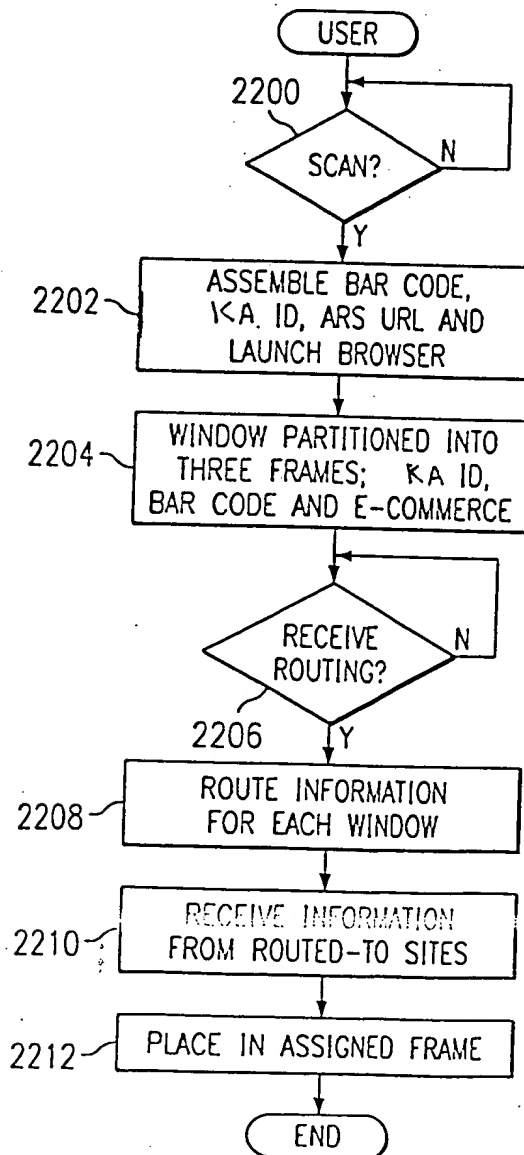 USER
2200
SCAN?
N
Y
2202
ASSEMBLE BAR CODE,
KA. ID, ARS URL AND
LAUNCH BROWSER
2204
WINDOW PARTITIONED INTO
THREE FRAMES; KA ID,
BAR CODE AND E-COMMERCE
RECEIVE
ROUTING?
N
2206
Y
2208
ROUTE INFORMATION
FOR EACH WINDOW
2210
RECEIVE INFORMATION
FROM ROUTED-TO SITES
2212
PLACE IN ASSIGNED FRAME
END